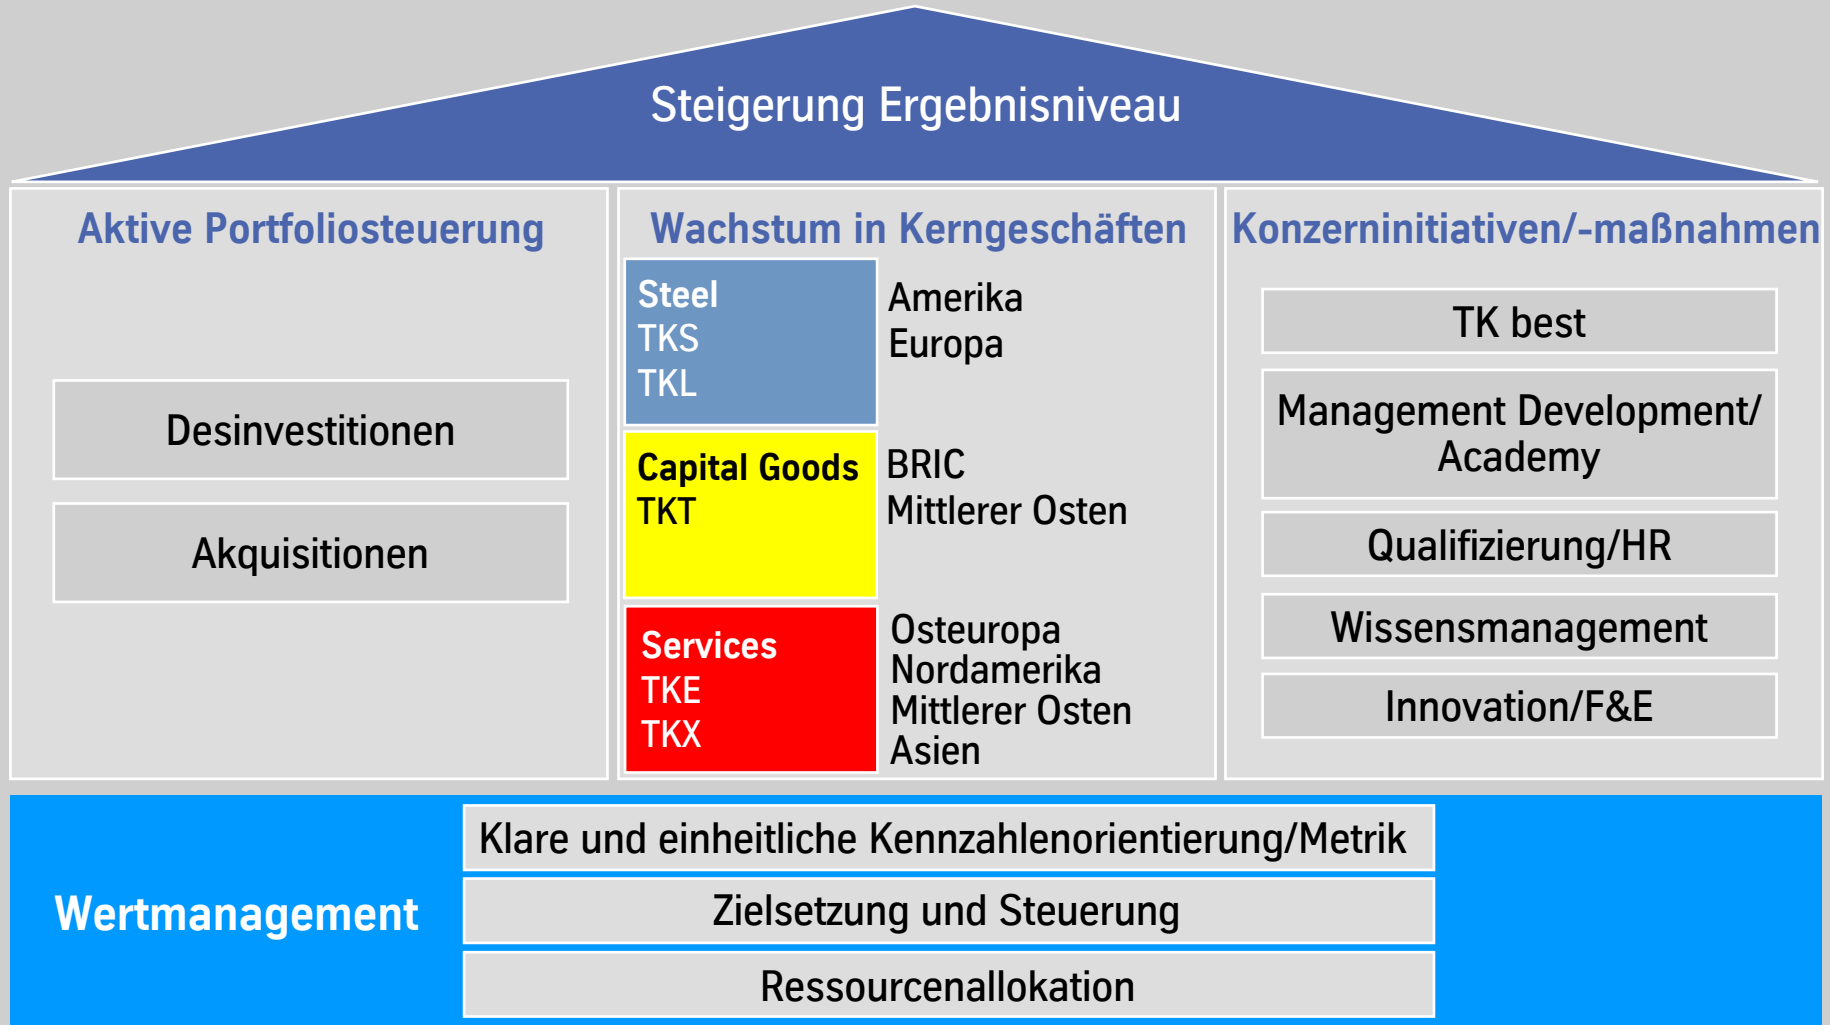 Steigerung Ergebnisniveau
Aktive Portfoliosteuerung
Desinvestitionen
Akquisitionen
Wachstum in Kerngeschäften
Steel
TKS
TKL
Amerika
Europa
Capital Goods
TKT
BRIC
Mittlerer Osten
Services
TKE
TKX
Osteuropa
Nordamerika
Mittlerer Osten
Asien
Konzerninitiativen/-maßnahmen
TK best
Management Development/
Academy
Qualifizierung/HR
Wissensmanagement
Innovation/F&E
Wertmanagement
Klare und einheitliche Kennzahlenorientierung/Metrik
Zielsetzung und Steuerung
Ressourcenallokation